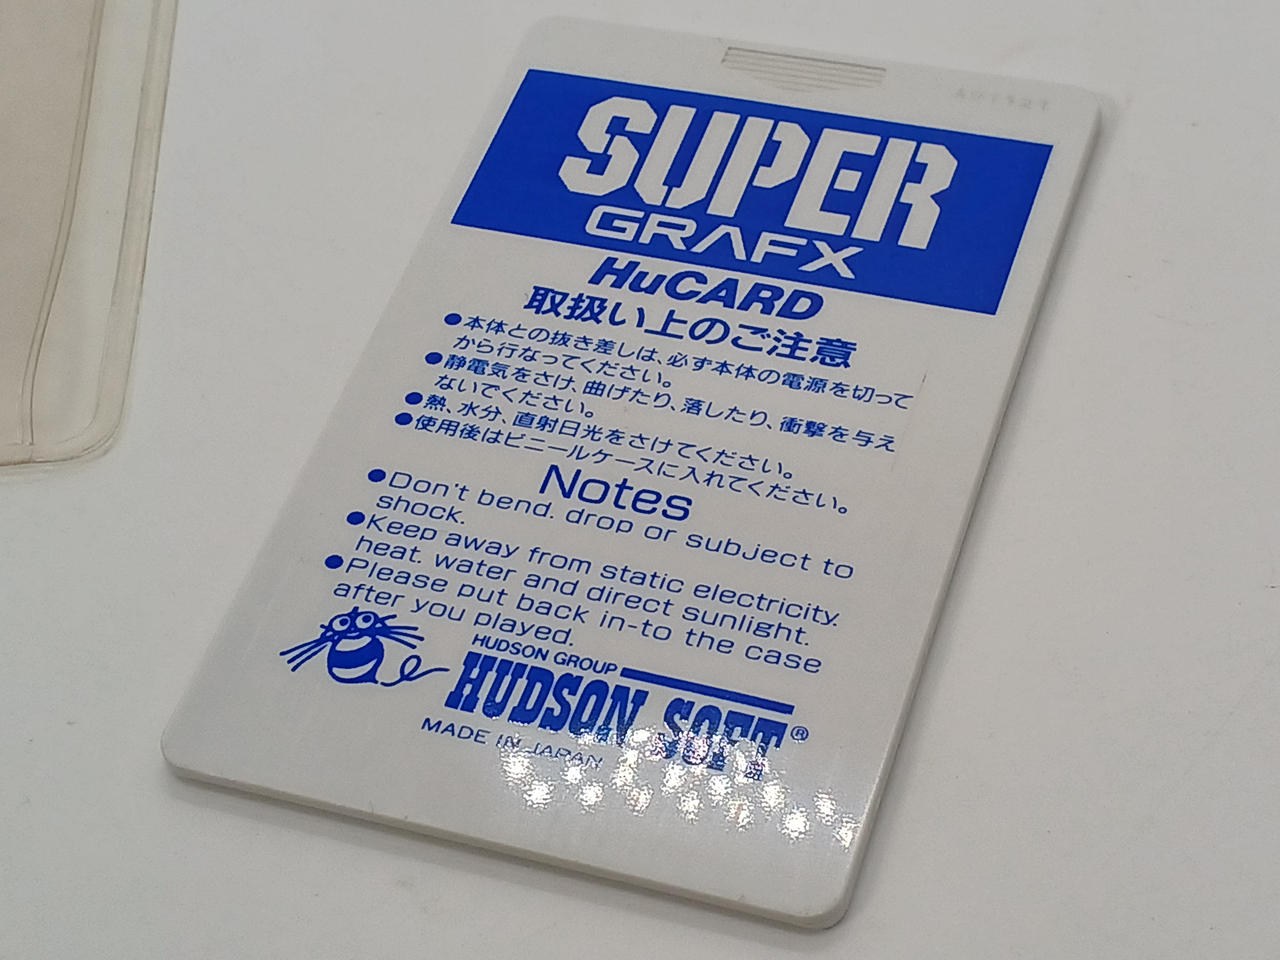 SUPER
GRAFX
HuCARD
取扱い上のご注意
●本体との抜き差しは、必ず本体の電源を切って
から行なってください。
●静電気をさけ、曲げたり、落したり、衝撃を与え
ないでください。
●熱、水分、直射日光をさけてください。
●使用後はビニールケースに入れてください。
Notes
●Don't bend. drop or subject to
shock.
●Keep away from static electricity.
heat. water and direct sunlight.
●Please put back in-to the case
after you played.
HUDSON GROUP
HUDSON SOFT®
MADE IN JAPAN